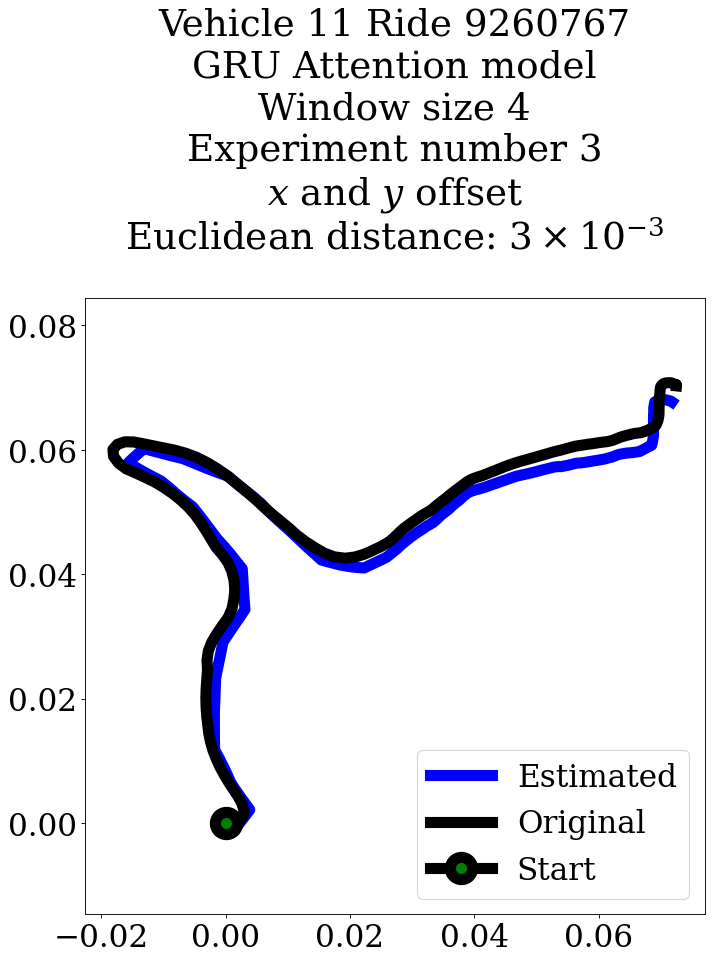 Vehicle 11 Ride 9260767
GRU Attention model
Window size 4
Experiment number 3
x and y offset
Euclidean distance: 3 × 10⁻³
0.08
0.06
0.04
0.02
0.00
Estimated
Original
Start
−0.02 0.00 0.02 0.04 0.06